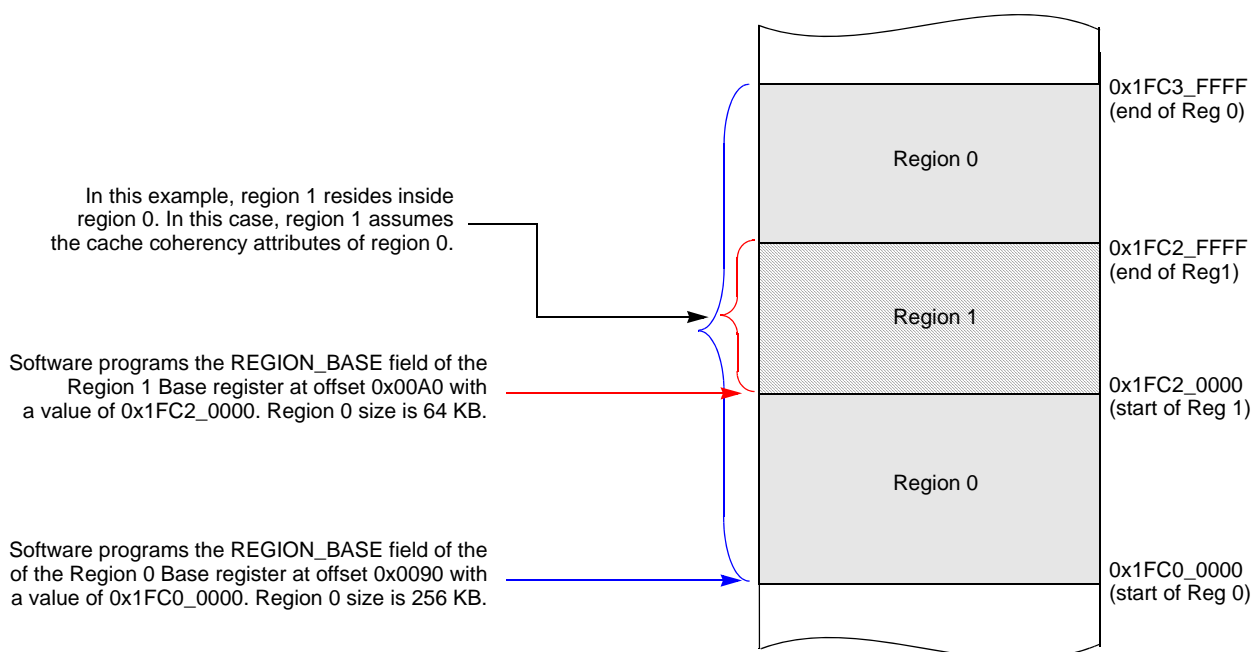 0x1FC3_FFFF
(end of Reg 0)
Region 0
In this example, region 1 resides inside
region 0. In this case, region 1 assumes
the cache coherency attributes of region 0.
0x1FC2_FFFF
(end of Reg1)
Region 1
Software programs the REGION_BASE field of the
Region 1 Base register at offset 0x00A0 with
a value of 0x1FC2_0000. Region 0 size is 64 KB.
0x1FC2_0000
(start of Reg 1)
Region 0
Software programs the REGION_BASE field of the
of the Region 0 Base register at offset 0x0090 with
a value of 0x1FC0_0000. Region 0 size is 256 KB.
0x1FC0_0000
(start of Reg 0)